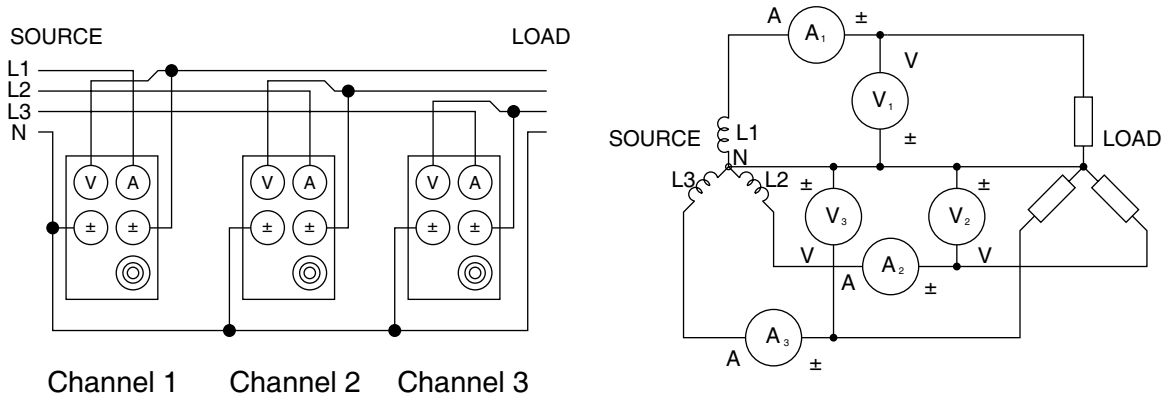 SOURCE LOAD
L1
L2
L3
N
V A V A V A
± ± ± ± ± ±
Channel 1 Channel 2 Channel 3
A A₁ ±
V
V₁
±
SOURCE L1 LOAD
N
L3 L2 ± ±
V₃ V₂
V V
A A₂ ±
A₃
A ±